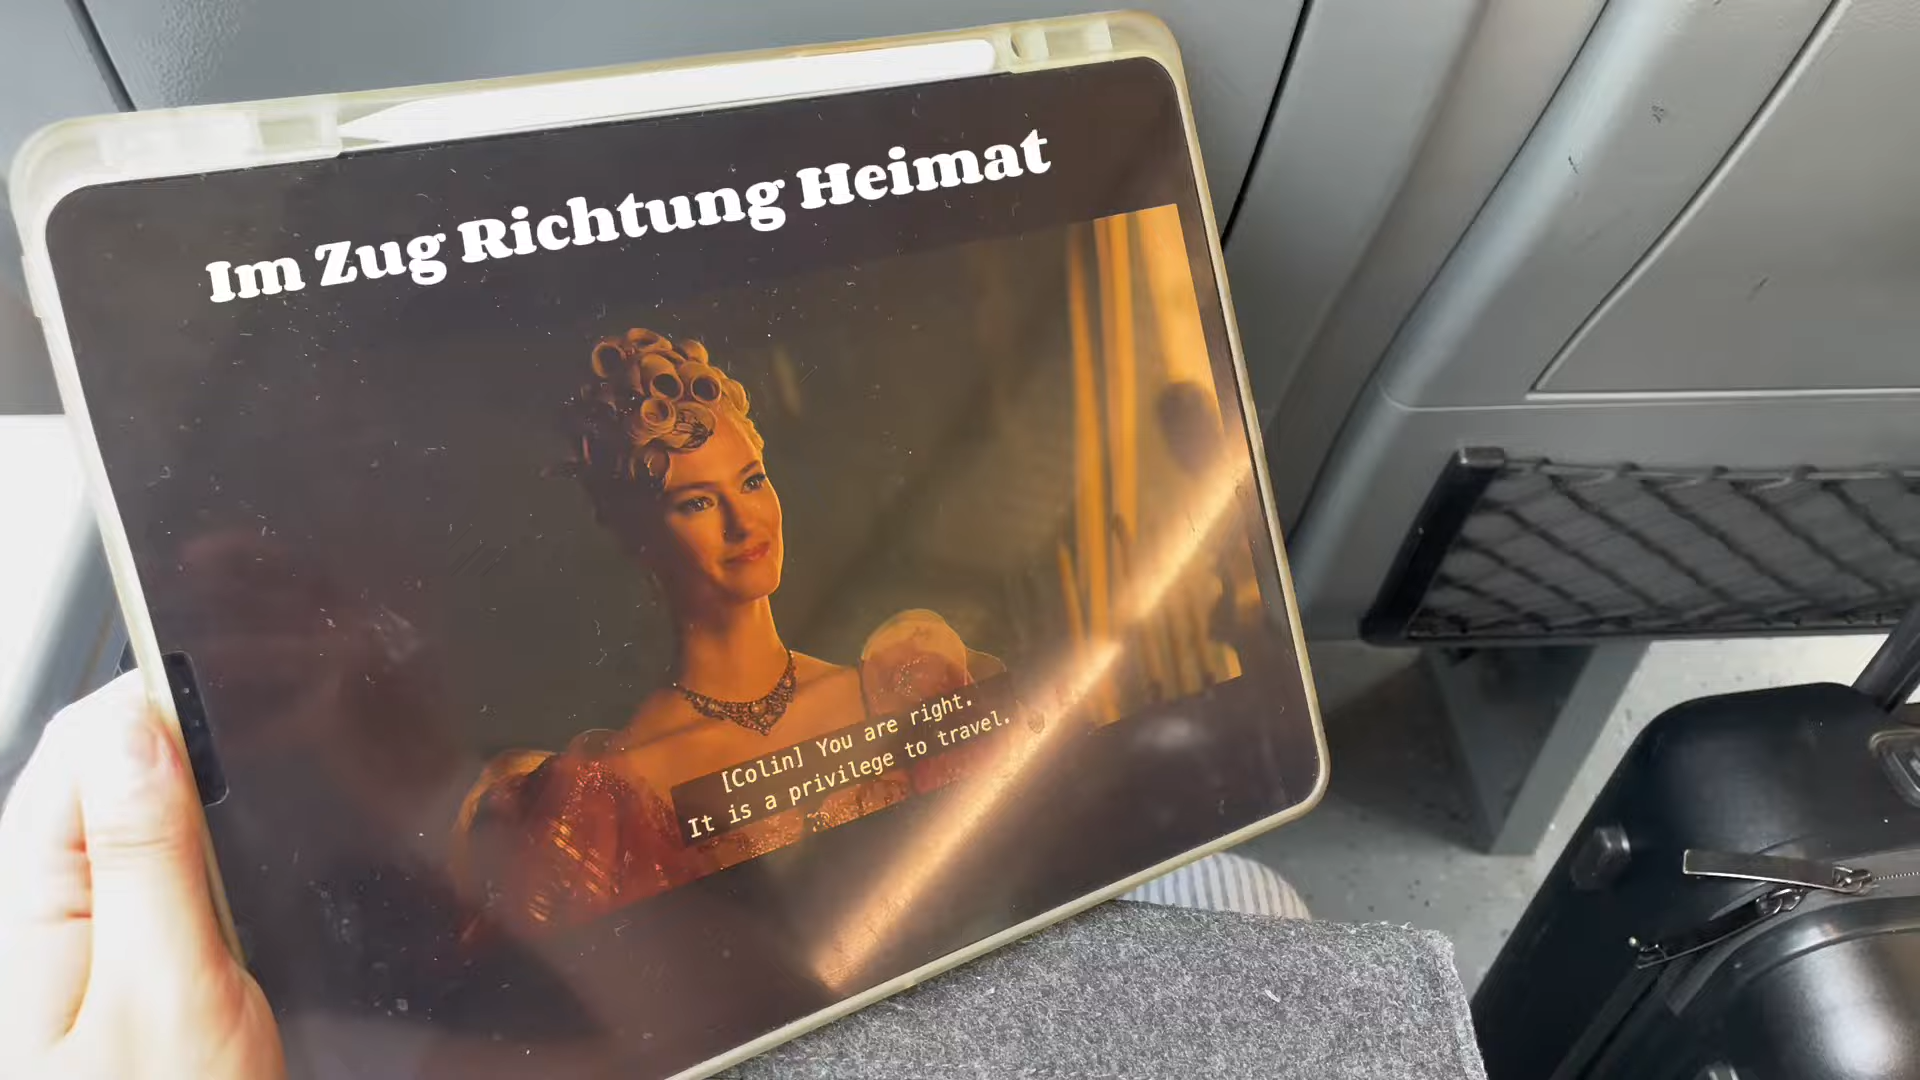 Im Zug Richtung Heimat
[Colin] You are right.
It is a privilege to travel.